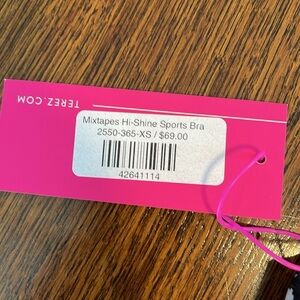 TEREZ.COM
Mixtapes Hi-Shine Sports Bra
2550-365-XS / $69.00
42641114